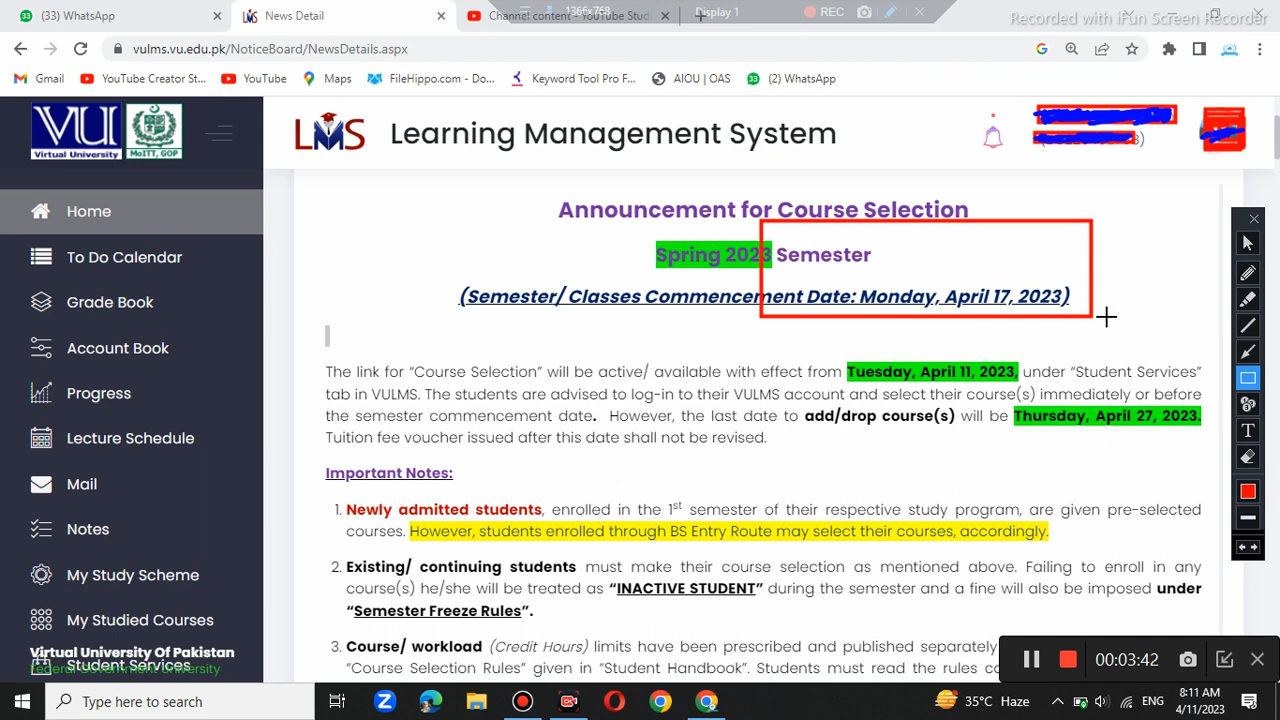 (33) WhatsApp
News Detail
Channel content - YouTube Stud
1366x768
Display 1
REC
Recorded with iFun Screen Recorder
vulms.vu.edu.pk/NoticeBoard/NewsDetails.aspx
Gmail
YouTube Creator St...
YouTube
Maps
FileHippo.com - Do...
Keyword Tool Pro F...
AIOU | OAS
(2) WhatsApp
VU
Virtual University
MoITT, GOP
LMS
Learning Management System
Home
To Do Calendar
Grade Book
Account Book
Progress
Lecture Schedule
Mail
Notes
My Study Scheme
My Studied Courses
Student Services
Virtual University Of Pakistan
Federal Government University
Announcement for Course Selection
Spring 2023 Semester
(Semester/ Classes Commencement Date: Monday, April 17, 2023)
The link for “Course Selection” will be active/ available with effect from Tuesday, April 11, 2023, under “Student Services”
tab in VULMS. The students are advised to log-in to their VULMS account and select their course(s) immediately or before
the semester commencement date. However, the last date to add/drop course(s) will be Thursday, April 27, 2023.
Tuition fee voucher issued after this date shall not be revised.
Important Notes:
1. Newly admitted students, enrolled in the 1st semester of their respective study program, are given pre-selected
courses. However, students enrolled through BS Entry Route may select their courses, accordingly.
2. Existing/ continuing students must make their course selection as mentioned above. Failing to enroll in any
course(s) he/she will be treated as “INACTIVE STUDENT” during the semester and a fine will also be imposed under
“Semester Freeze Rules”.
3. Course/ workload (Credit Hours) limits have been prescribed and published separately
“Course Selection Rules” given in “Student Handbook”. Students must read the rules
00:03:42
Type here to search
35°C Haze
ENG
8:11 AM
4/11/2023